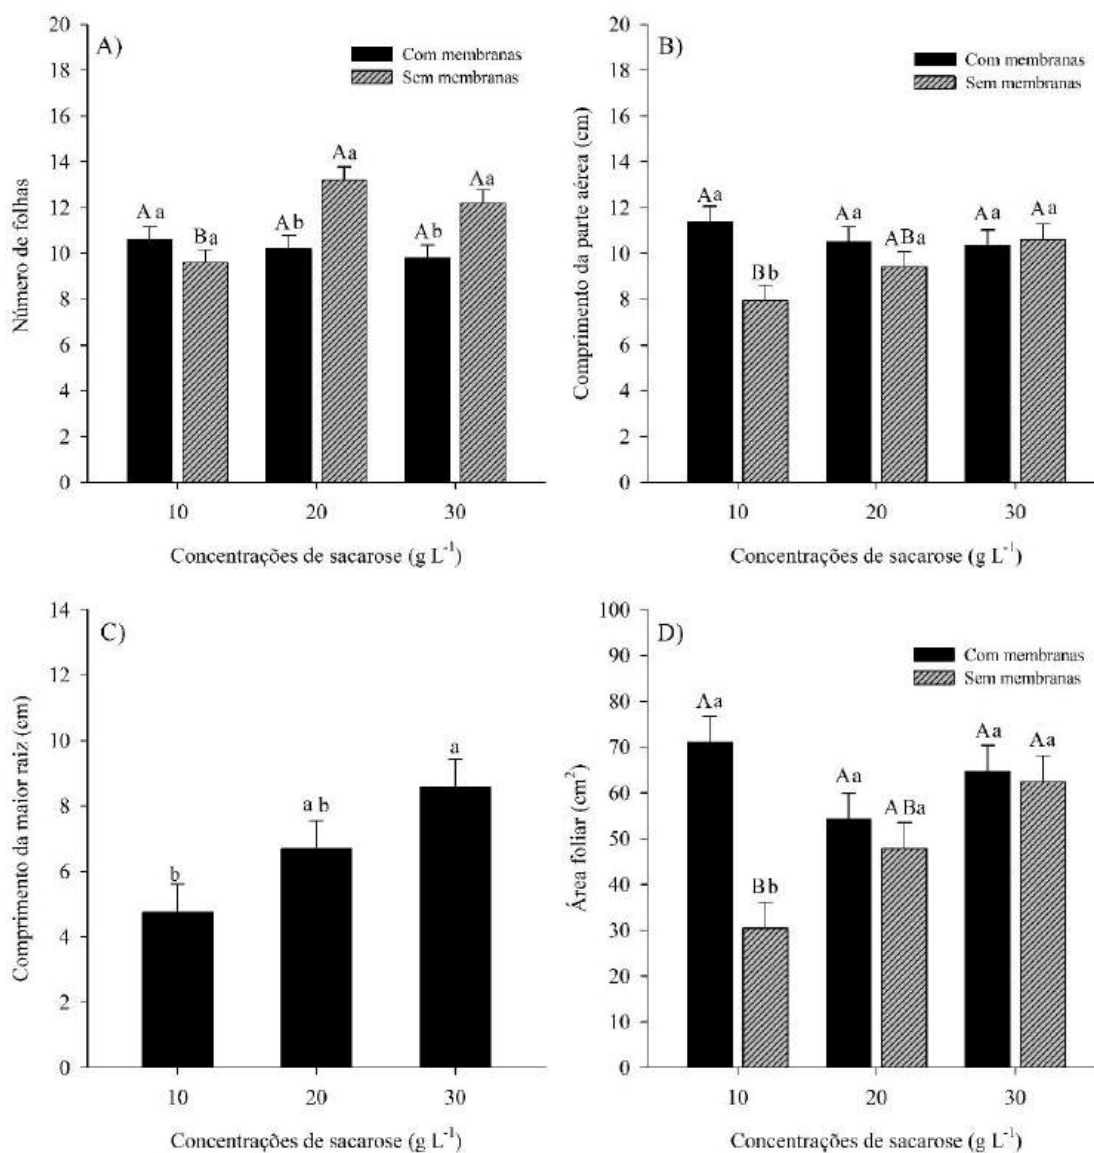 A)
Com membranas
Sem membranas
Número de folhas
20
18
16
14
12
10
8
6
4
2
0
Aa
Ba
Ab
Aa
Ab
Aa
10 20 30
Concentrações de sacarose (g L⁻¹)
B)
Com membranas
Sem membranas
Comprimento da parte aérea (cm)
20
18
16
14
12
10
8
6
4
2
0
Aa
Bb
Aa
ABa
Aa
Aa
10 20 30
Concentrações de sacarose (g L⁻¹)
C)
Comprimento da maior raiz (cm)
14
12
10
8
6
4
2
0
b
ab
a
10 20 30
Concentrações de sacarose (g L⁻¹)
D)
Com membranas
Sem membranas
Área foliar (cm²)
100
90
80
70
60
50
40
30
20
10
0
Aa
Bb
Aa
ABa
Aa
Aa
10 20 30
Concentrações de sacarose (g L⁻¹)